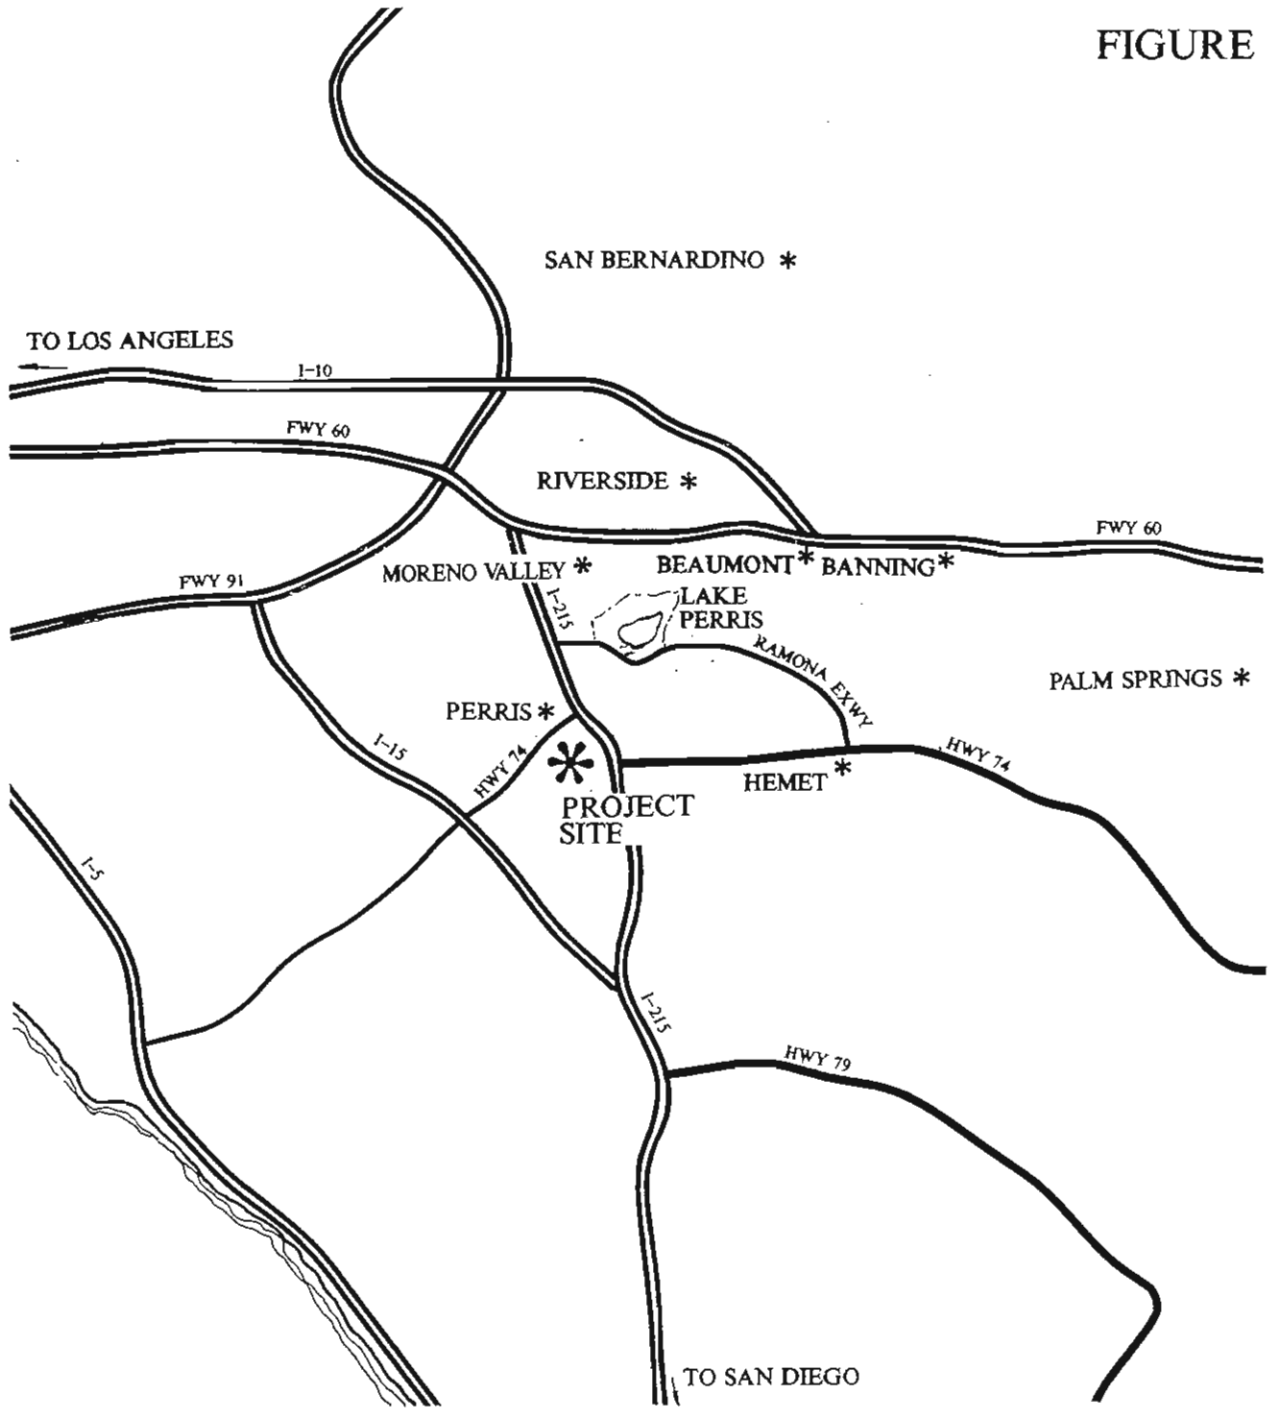 FIGURE
SAN BERNARDINO *
TO LOS ANGELES
I-10
FWY 60
RIVERSIDE *
FWY 60
BEAUMONT * BANNING *
MORENO VALLEY *
FWY 91
I-215
LAKE
PERRIS
RAMONA EXWY
PALM SPRINGS *
PERRIS *
I-15
HWY 74
HWY 74
HEMET *
PROJECT
SITE
I-5
I-215
HWY 79
TO SAN DIEGO